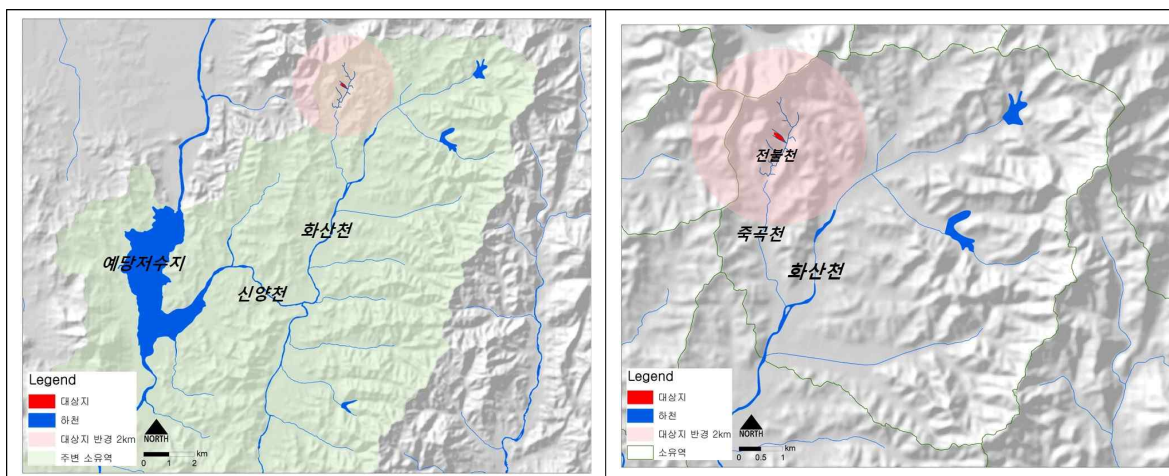 화산천
예당저수지
신양천
Legend
대상지
하천
대상지 반경 2km
주변 소유역
NORTH
0 1 2
km
전불천
죽곡천
화산천
Legend
대상지
하천
대상지 반경 2km
소유역
NORTH
0 0.5 1
km